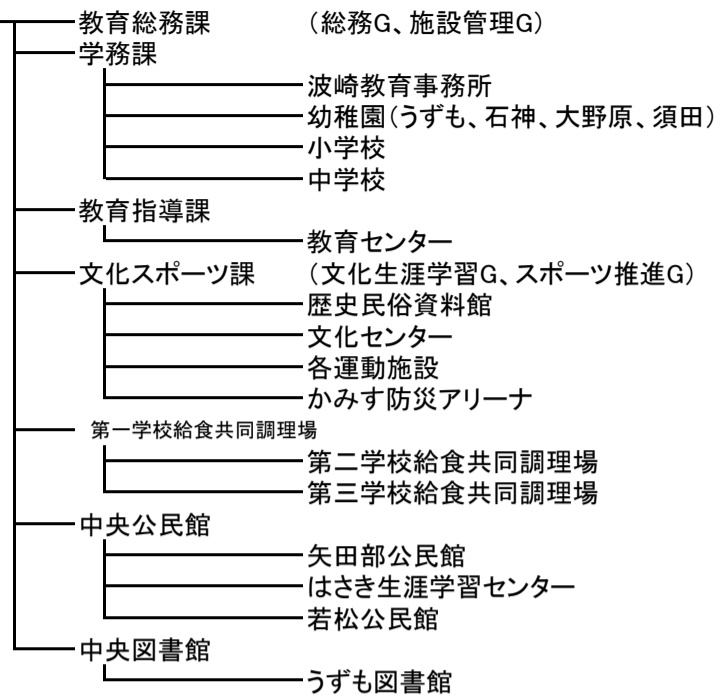 教育総務課 （総務G、施設管理G）
学務課
波崎教育事務所
幼稚園（うずも、石神、大野原、須田）
小学校
中学校
教育指導課
教育センター
文化スポーツ課 （文化生涯学習G、スポーツ推進G）
歴史民俗資料館
文化センター
各運動施設
かみす防災アリーナ
第一学校給食共同調理場
第二学校給食共同調理場
第三学校給食共同調理場
中央公民館
矢田部公民館
はさき生涯学習センター
若松公民館
中央図書館
うずも図書館